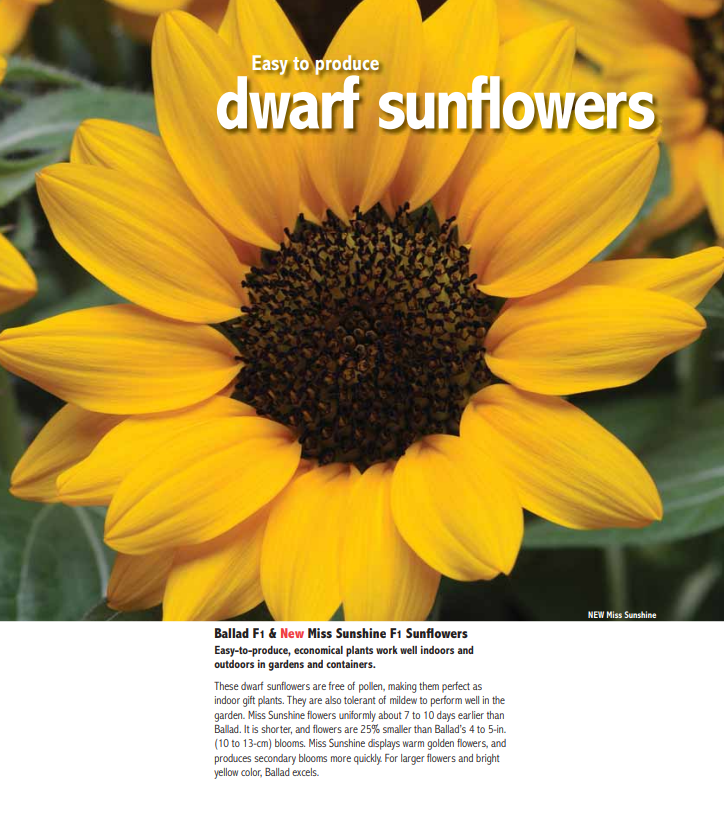 Easy to produce
dwarf sunflowers
NEW Miss Sunshine
Ballad F1 & New Miss Sunshine F1 Sunflowers
Easy-to-produce, economical plants work well indoors and
outdoors in gardens and containers.
These dwarf sunflowers are free of pollen, making them perfect as
indoor gift plants. They are also tolerant of mildew to perform well in the
garden. Miss Sunshine flowers uniformly about 7 to 10 days earlier than
Ballad. It is shorter, and flowers are 25% smaller than Ballad's 4 to 5-in.
(10 to 13-cm) blooms. Miss Sunshine displays warm golden flowers, and
produces secondary blooms more quickly. For larger flowers and bright
yellow color, Ballad excels.